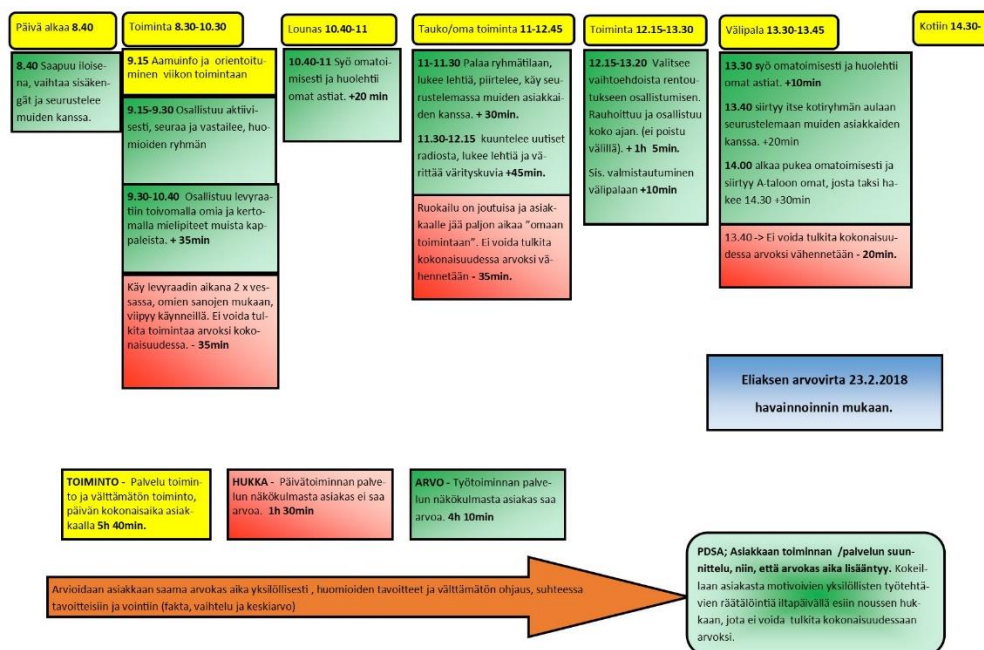 Päivä alkaa 8.40
Toiminta 8.30-10.30
Lounas 10.40-11
Tauko/oma toiminta 11-12.45
Toiminta 12.15-13.30
Välipala 13.30-13.45
Kotiin 14.30-
8.40 Saapuu iloise-
na, vaihtaa sisäken-
gät ja seurustelee
muiden kanssa.
9.15 Aamuinfo ja orientoitu-
minen viikon toimintaan
9.15-9.30 Osallistuu aktiivi-
sesti, seuraa ja vastailee, huo-
mioiden ryhmän
9.30-10.40 Osallistuu levyraa-
tiin toivomalla omia ja kerto-
malla mielipiteet muista kap-
paleista. + 35min
Käy levyraadin aikana 2 x ves-
sassa, omien sanojen mukaan,
viipyy käynneillä. Ei voida tul-
kita toimintaa arvoksi koko-
naisuudessa. - 35min
10.40-11 Syö omatoi-
misesti ja huolehtii
omat astiat. +20 min
11-11.30 Palaa ryhmätilaan,
lukee lehtiä, piirtelee, käy seu-
rustelemassa muiden asiakkai-
den kanssa. + 30min.
11.30-12.15 kuuntelee uutiset
radiosta, lukee lehtiä ja vä-
rittää värityskuvia +45min.
Ruokailu on joutuisa ja asiak-
kaalle jää paljon aikaa "omaan
toimintaan". Ei voida tulkita
kokonaisuudessa arvoksi vä-
hennetään - 35min.
12.15-13.20 Valitsee
vaihtoehdoista rentou-
tukseen osallistumisen.
Rauhoittuu ja osallistuu
koko ajan. (ei poistu
välillä). + 1h 5min.
Sis. valmistautuminen
välipalaan +10min
13.30 syö omatoimisesti ja huolehtii
omat astiat. +10min
13.40 siirtyy itse kotiryhmän aulaan
seurustelemaan muiden asiakkaiden
kanssa. +20min
14.00 alkaa pukea omatoimisesti ja
siirtyy A-taloon omat, josta taksi ha-
kee 14.30 +30min
13.40 -> Ei voida tulkita kokonaisuu-
dessa arvoksi vähennetään - 20min.
Eliaksen arvovirta 23.2.2018
havainnoinnin mukaan.
TOIMINTO - Palvelu toimin-
to ja välttämätön toiminto,
päivän kokonaisaika asiak-
kaalla 5h 40min.
HUKKA - Päivätoiminnan palve-
lun näkökulmasta asiakas ei saa
arvoa. 1h 30min
ARVO - Työtoiminnan palve-
lun näkökulmasta asiakas saa
arvoa. 4h 10min
Arvioidaan asiakkaan saama arvokas aika yksilöllisesti , huomioiden tavoitteet ja välttämätön ohjaus, suhteessa
tavoitteisiin ja vointiin (fakta, vaihtelu ja keskiarvo)
PDSA; Asiakkaan toiminnan /palvelun suun-
nittelu, niin, että arvokas aika lisääntyy. Kokeil-
laan asiakasta motivoivien yksilöllisten työtehtä-
vien räätälöintiä iltapäivällä esiin noussen huk-
kaan, jota ei voida tulkita kokonaisuudessaan
arvoksi.